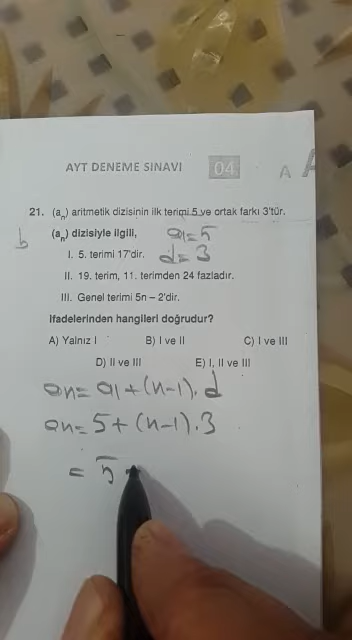 AYT DENEME SINAVI 04 A A
21. (aₙ) aritmetik dizisinin ilk terimi 5 ve ortak farkı 3'tür.
b (aₙ) dizisiyle ilgili, a1=5
I. 5. terimi 17'dir. d=3
II. 19. terim, 11. terimden 24 fazladır.
III. Genel terimi 5n – 2'dir.
ifadelerinden hangileri doğrudur?
A) Yalnız I B) I ve II C) I ve III
D) II ve III E) I, II ve III
an= a1+(n-1).d
an= 5+(n-1).3
= 5